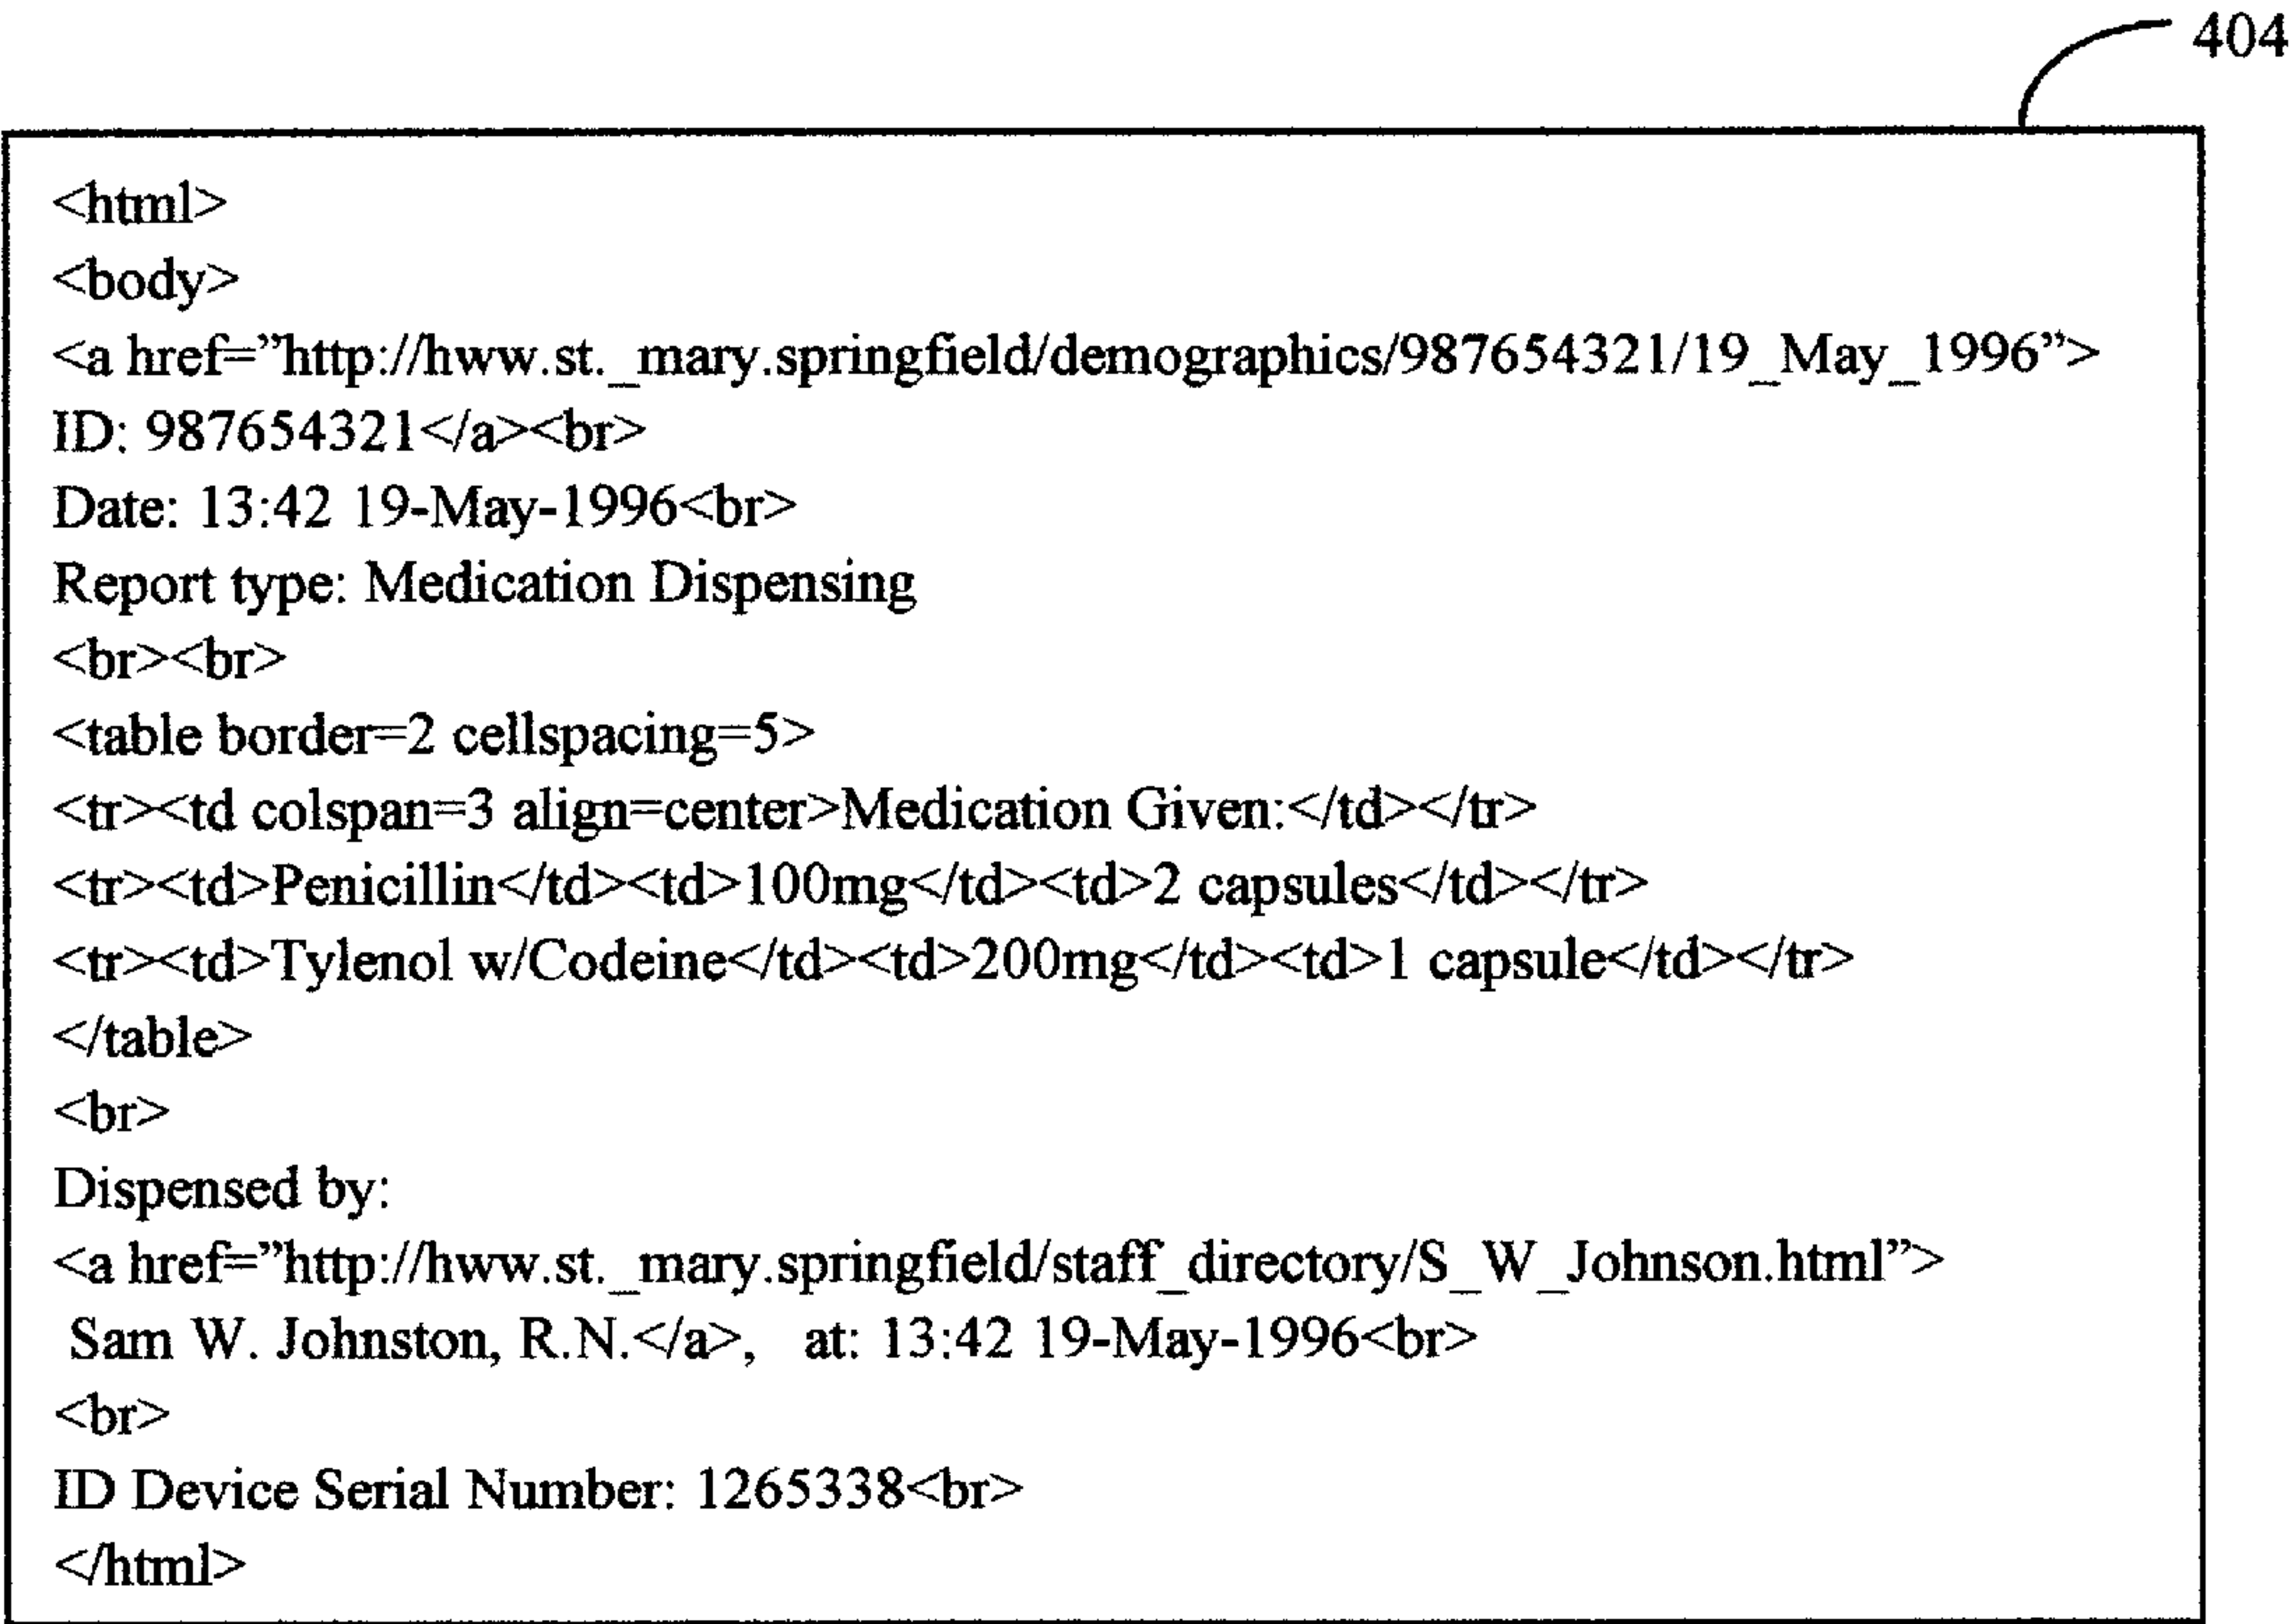 404
<html>
<body>
<a href=”http://hww.st._mary.springfield/demographics/987654321/19_May_1996”>
ID: 987654321</a><br>
Date: 13:42 19-May-1996<br>
Report type: Medication Dispensing
<br><br>
<table border=2 cellspacing=5>
<tr><td colspan=3 align=center>Medication Given:</td></tr>
<tr><td>Penicillin</td><td>100mg</td><td>2 capsules</td></tr>
<tr><td>Tylenol w/Codeine</td><td>200mg</td><td>1 capsule</td></tr>
</table>
<br>
Dispensed by:
<a href=”http://hww.st._mary.springfield/staff_directory/S_W_Johnson.html”>
Sam W. Johnston, R.N.</a>, at: 13:42 19-May-1996<br>
<br>
ID Device Serial Number: 1265338<br>
</html>